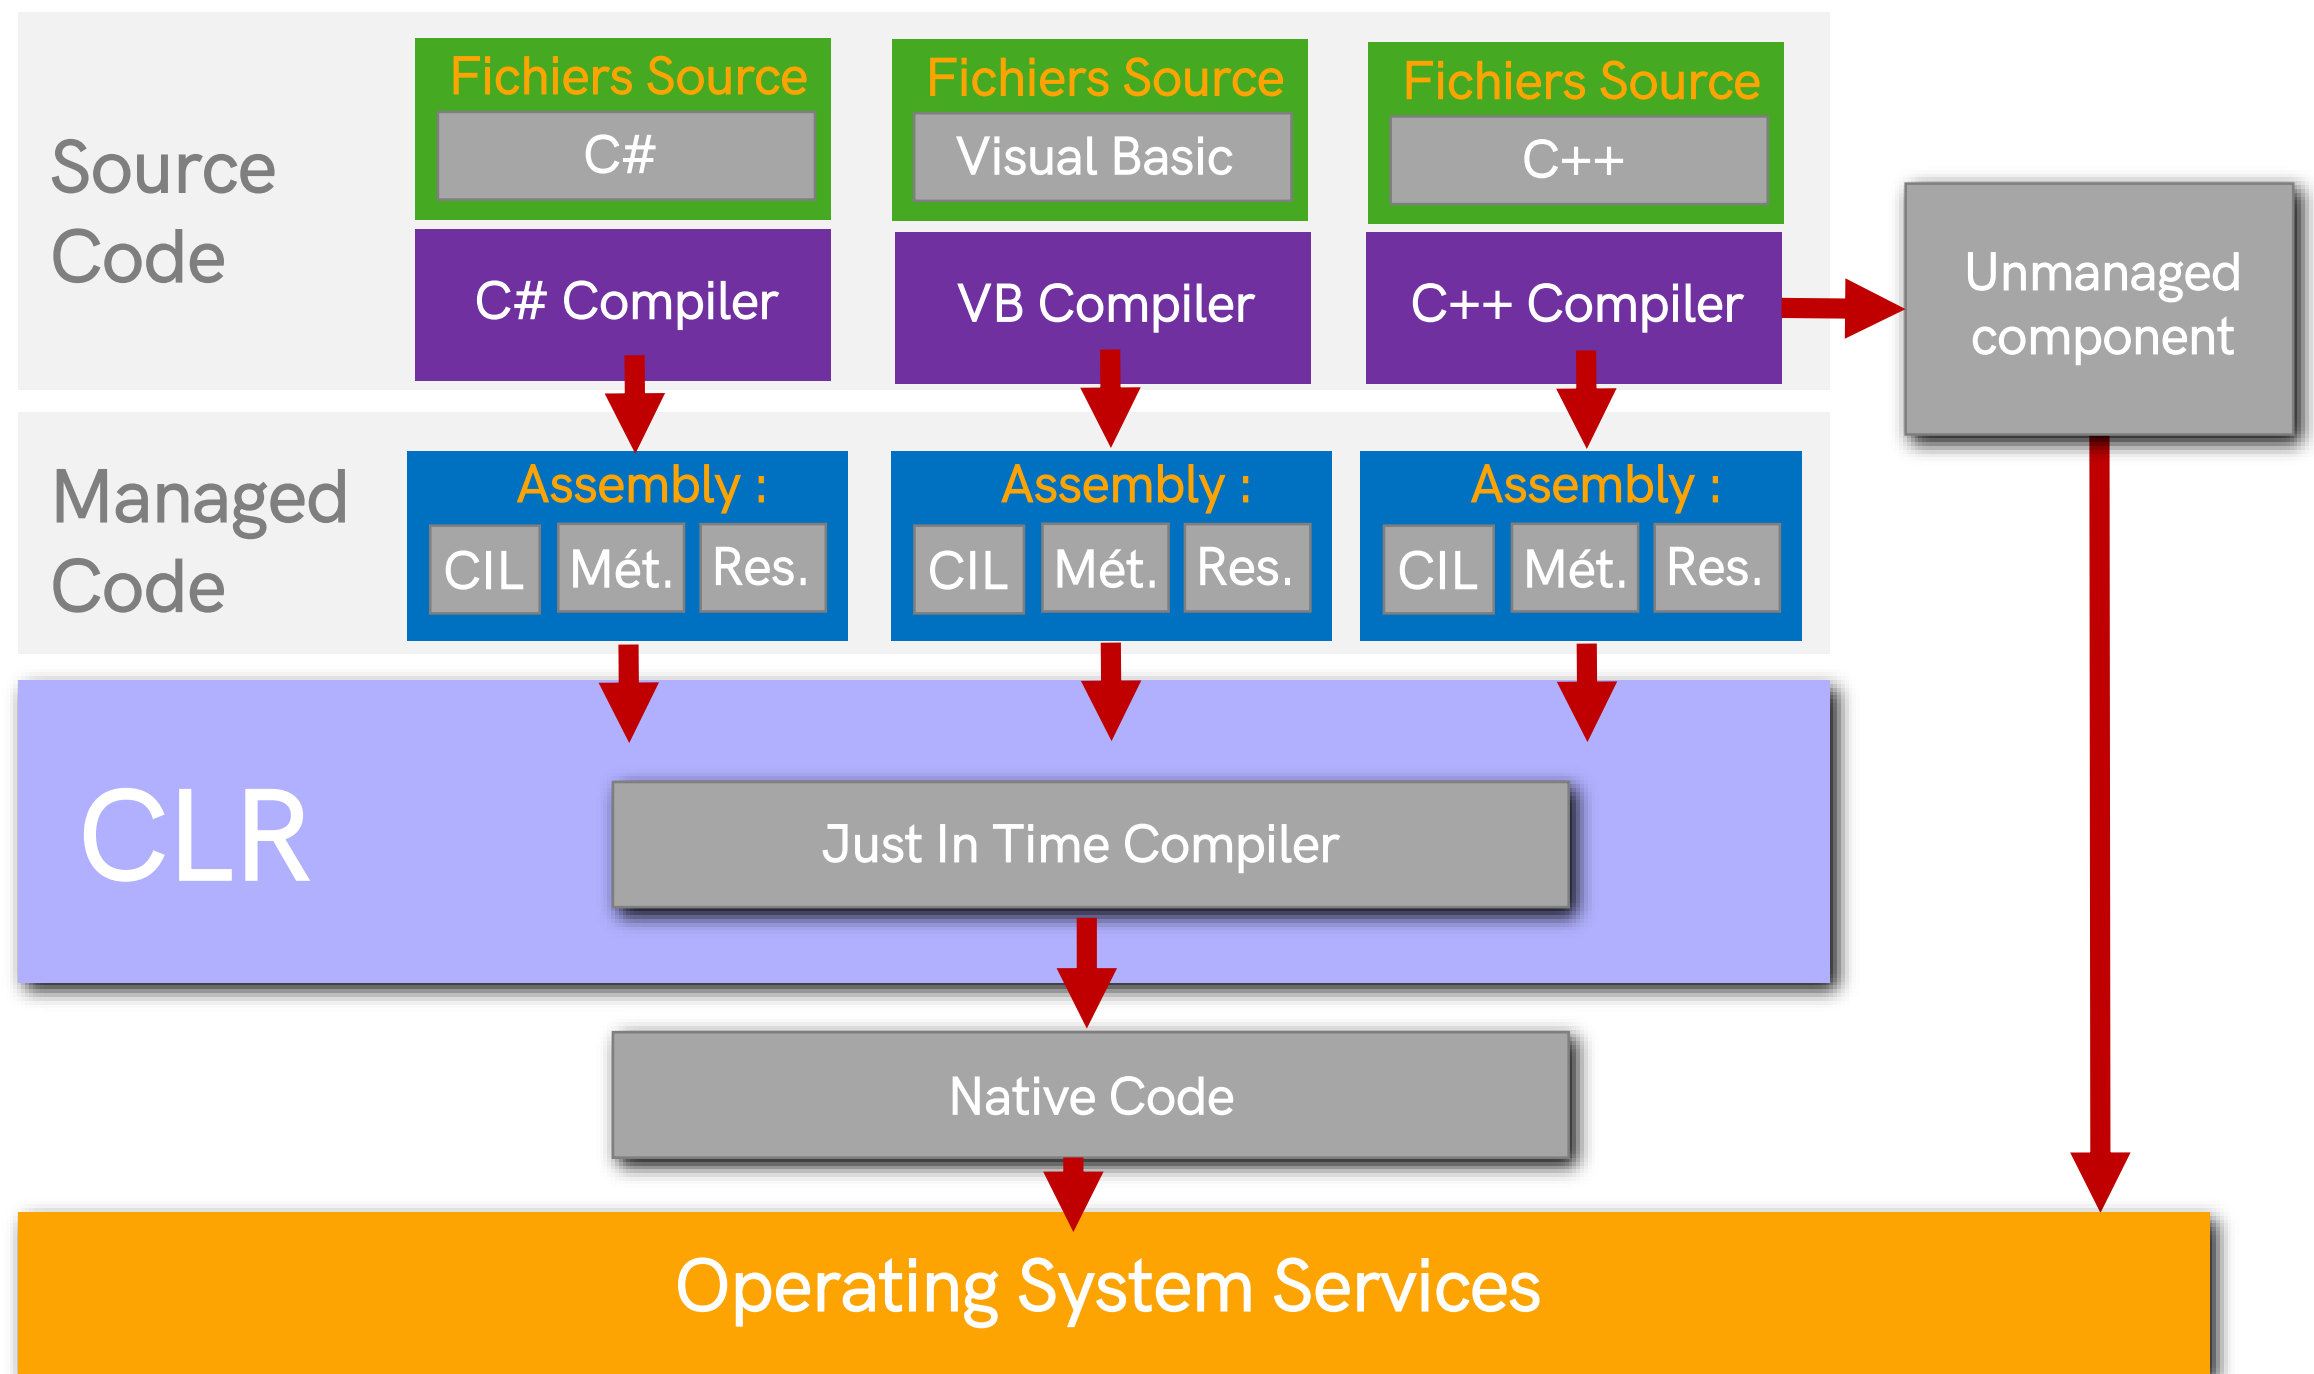 Source
Code
Fichiers Source
C#
C# Compiler
Fichiers Source
Visual Basic
VB Compiler
Fichiers Source
C++
C++ Compiler
Unmanaged
component
Managed
Code
Assembly :
CIL
Mét.
Res.
Assembly :
CIL
Mét.
Res.
Assembly :
CIL
Mét.
Res.
CLR
Just In Time Compiler
Native Code
Operating System Services